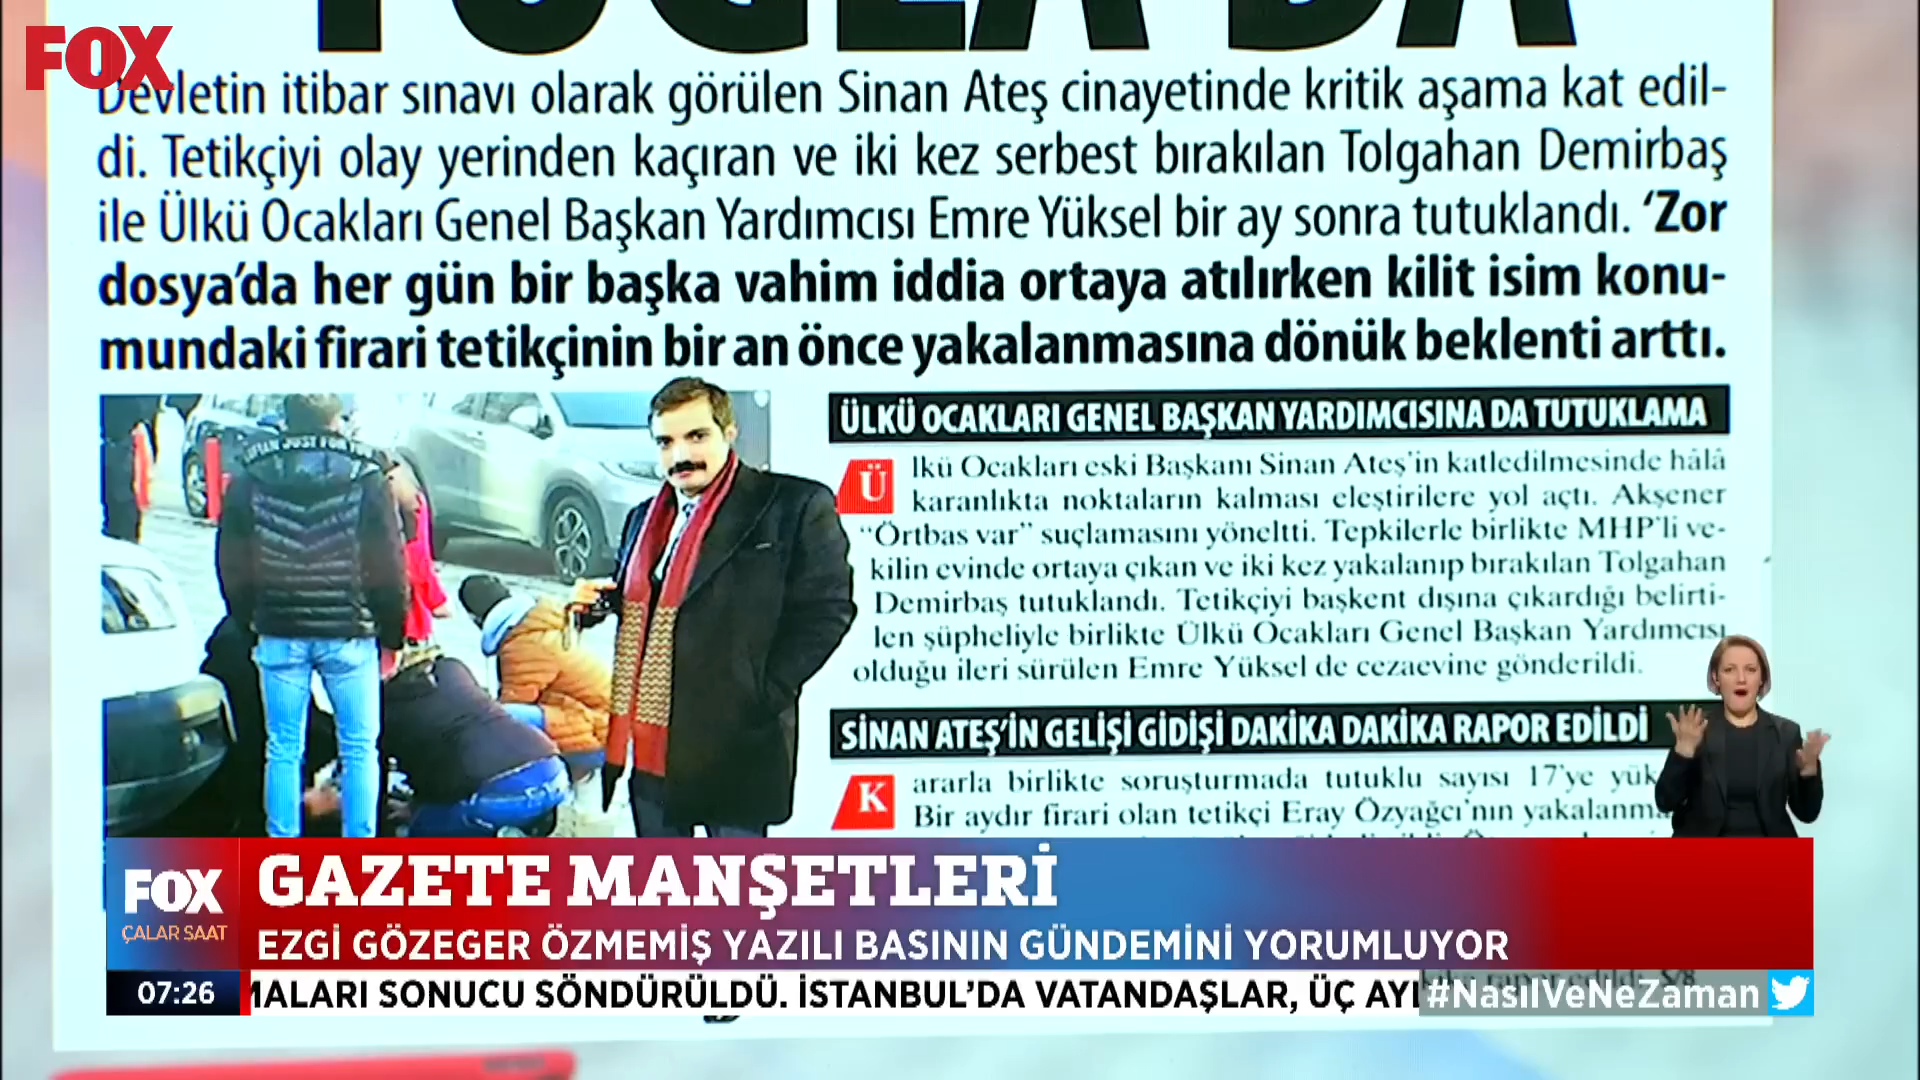 FOX
Devletin itibar sınavı olarak görülen Sinan Ateş cinayetinde kritik aşama kat edil-
di. Tetikçiyi olay yerinden kaçıran ve iki kez serbest bırakılan Tolgahan Demirbaş
ile Ülkü Ocakları Genel Başkan Yardımcısı Emre Yüksel bir ay sonra tutuklandı. ‘Zor
dosya’da her gün bir başka vahim iddia ortaya atılırken kilit isim konu-
mundaki firari tetikçinin bir an önce yakalanmasına dönük beklenti arttı.
ÜLKÜ OCAKLARI GENEL BAŞKAN YARDIMCISINA DA TUTUKLAMA
Ülkü Ocakları eski Başkanı Sinan Ateş’in katledilmesinde hâlâ
karanlıkta noktaların kalması eleştirilere yol açtı. Akşener
“Örtbas var” suçlamasını yöneltti. Tepkilerle birlikte MHP’li ve-
kilin evinde ortaya çıkan ve iki kez yakalanıp bırakılan Tolgahan
Demirbaş tutuklandı. Tetikçiyi başkent dışına çıkardığı belirti-
len şüpheliyle birlikte Ülkü Ocakları Genel Başkan Yardımcısı
olduğu ileri sürülen Emre Yüksel de cezaevine gönderildi.
SİNAN ATEŞ’İN GELİŞİ GİDİŞİ DAKİKA DAKİKA RAPOR EDİLDİ
Kararla birlikte soruşturmada tutuklu sayısı 17’ye yük
Bir aydır firari olan tetikçi Eray Özyağcı’nın yakalanma
FOX
ÇALAR SAAT
GAZETE MANŞETLERİ
EZGİ GÖZEGER ÖZMEMİŞ YAZILI BASININ GÜNDEMİNİ YORUMLUYOR
07:26
MALARI SONUCU SÖNDÜRÜLDÜ. İSTANBUL’DA VATANDAŞLAR, ÜÇ AYL
#NasılVeNeZaman